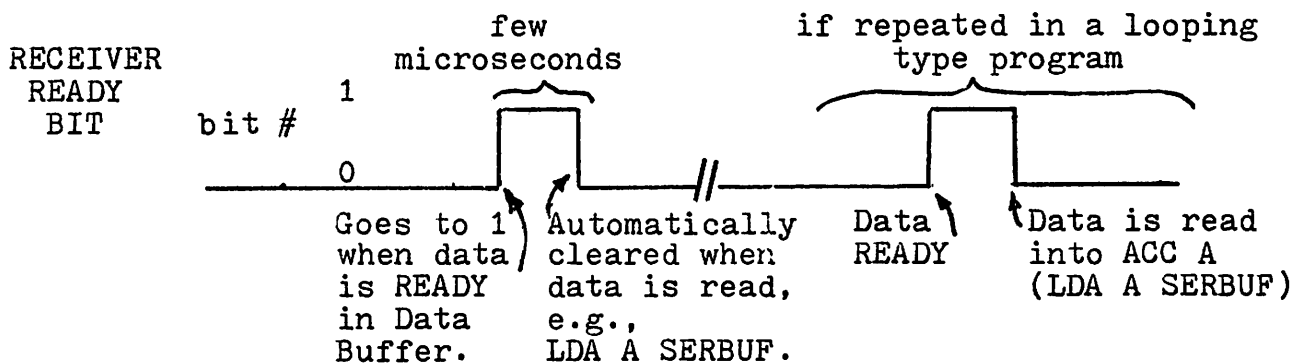 few
microseconds
if repeated in a looping
type program
RECEIVER
READY
BIT
bit #
1
0
Goes to 1
when data
is READY
in Data
Buffer.
Automatically
cleared when
data is read,
e.g.,
LDA A SERBUF.
Data
READY
Data is read
into ACC A
(LDA A SERBUF)